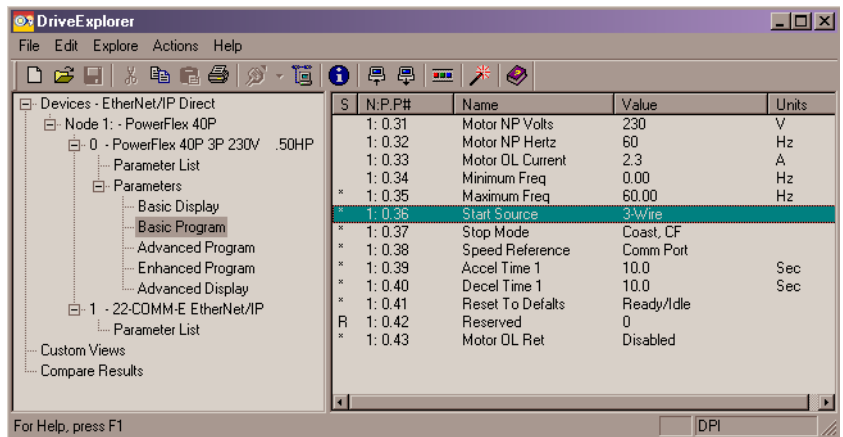 DriveExplorer
File Edit Explore Actions Help
Devices - EtherNet/IP Direct
Node 1: - PowerFlex 40P
0 - PowerFlex 40P 3P 230V .50HP
Parameter List
Parameters
Basic Display
Basic Program
Advanced Program
Enhanced Program
Advanced Display
1 - 22-COMM-E EtherNet/IP
Parameter List
Custom Views
Compare Results
S N:P.P# Name Value Units
1: 0.31 Motor NP Volts 230 V
1: 0.32 Motor NP Hertz 60 Hz
1: 0.33 Motor OL Current 2.3 A
1: 0.34 Minimum Freq 0.00 Hz
* 1: 0.35 Maximum Freq 60.00 Hz
* 1: 0.36 Start Source 3-Wire
* 1: 0.37 Stop Mode Coast, CF
* 1: 0.38 Speed Reference Comm Port
* 1: 0.39 Accel Time 1 10.0 Sec
* 1: 0.40 Decel Time 1 10.0 Sec
* 1: 0.41 Reset To Defalts Ready/Idle
R 1: 0.42 Reserved 0
* 1: 0.43 Motor OL Ret Disabled
For Help, press F1
DPI